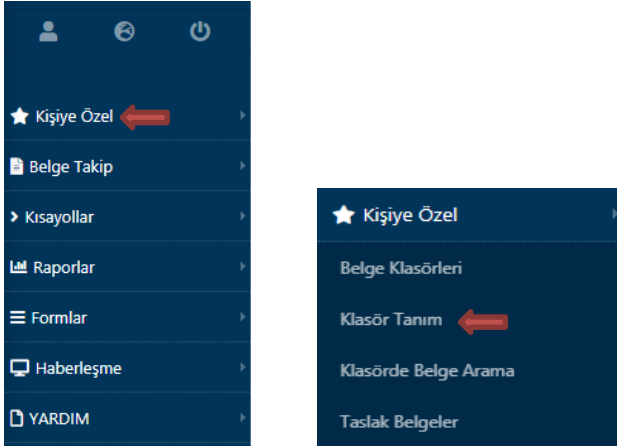 Kişiye Özel
Belge Takip
Kısayollar
Raporlar
Formlar
Haberleşme
YARDIM
Kişiye Özel
Belge Klasörleri
Klasör Tanım
Klasörde Belge Arama
Taslak Belgeler